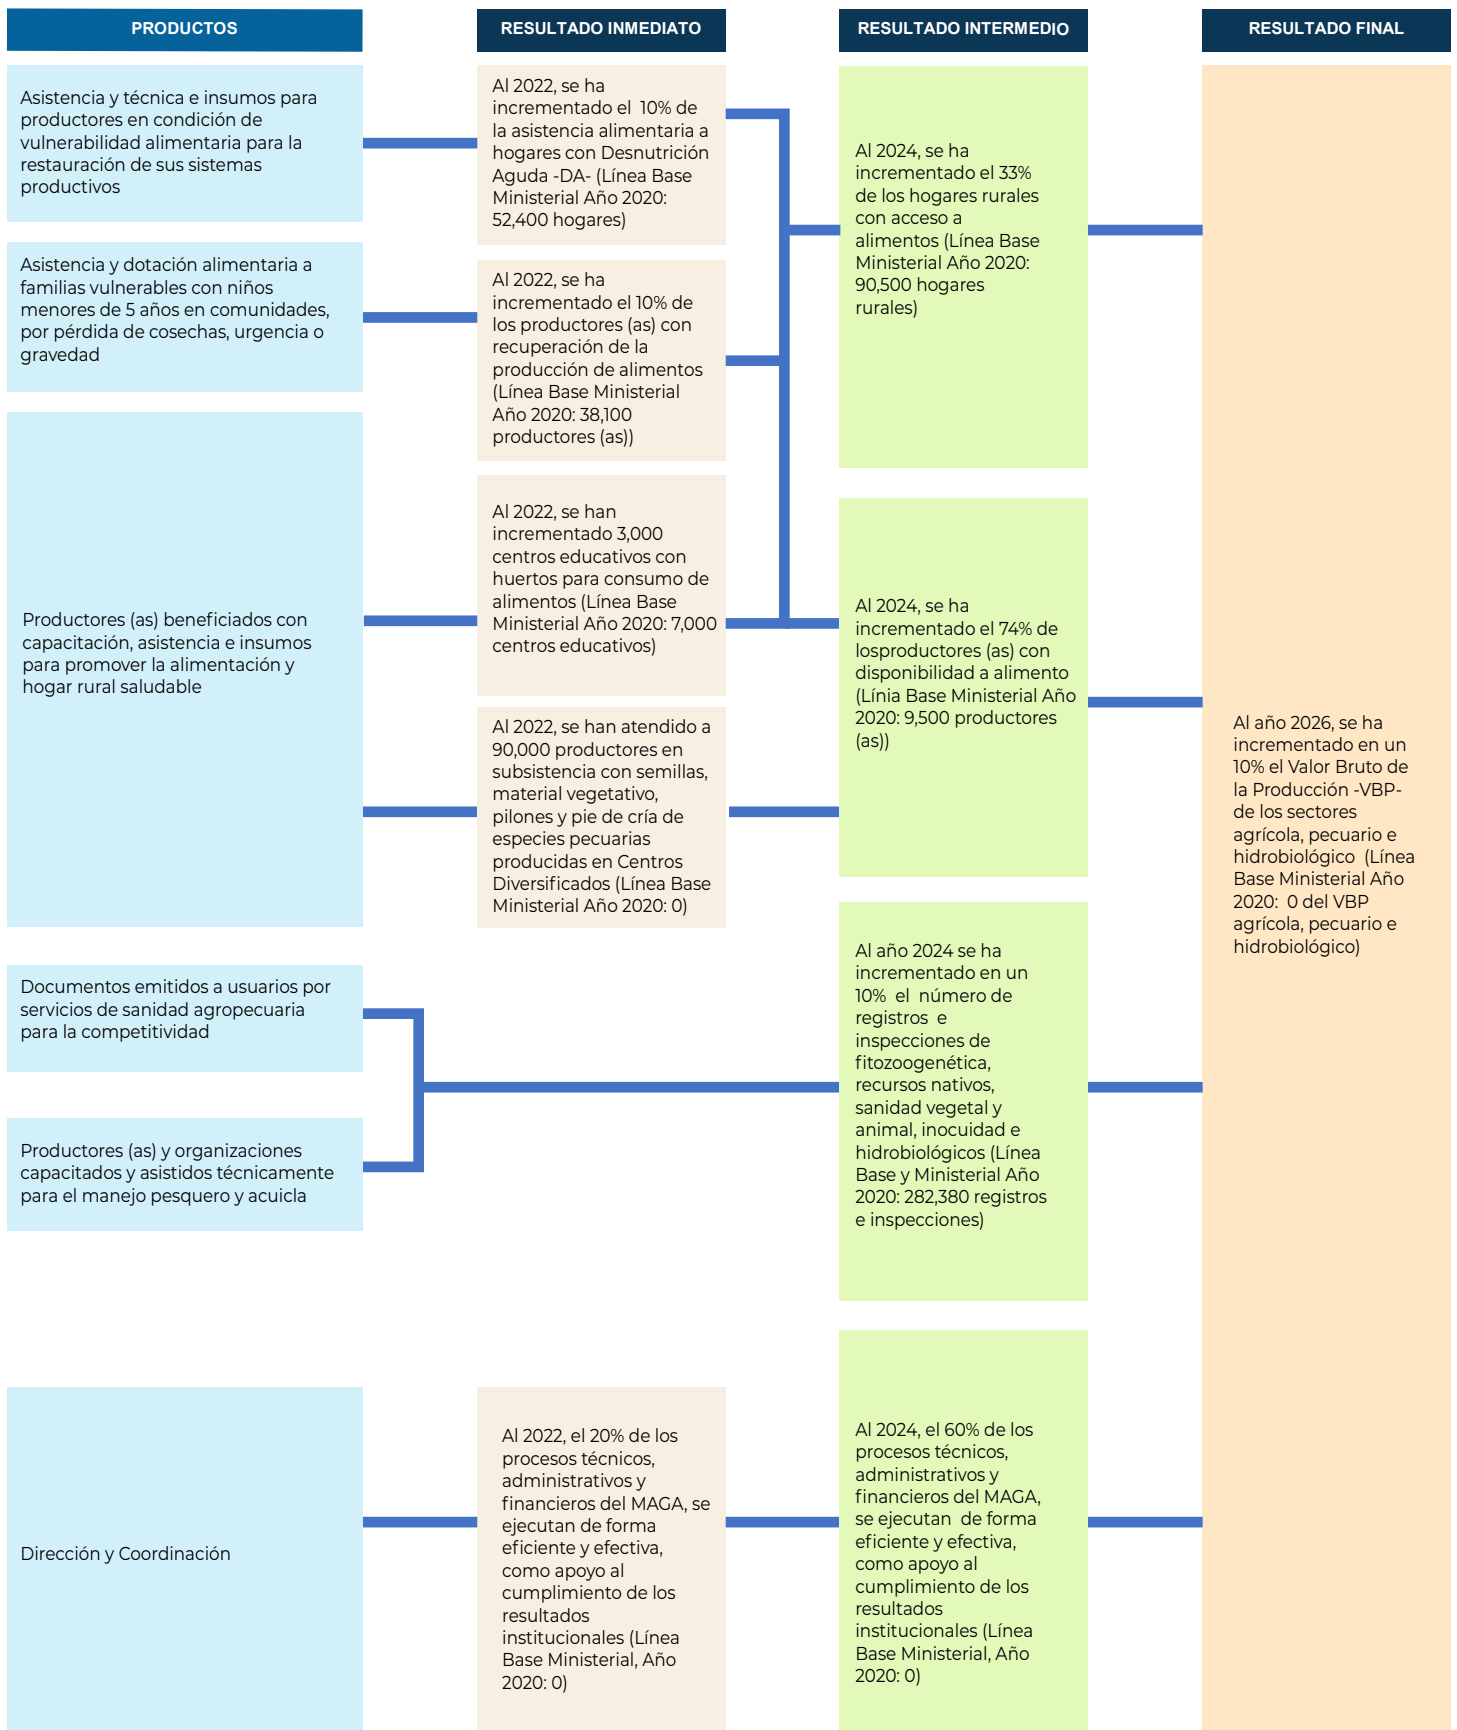 PRODUCTOS
RESULTADO INMEDIATO
RESULTADO INTERMEDIO
RESULTADO FINAL
Asistencia y técnica e insumos para
productores en condición de
vulnerabilidad alimentaria para la
restauración de sus sistemas
productivos
Asistencia y dotación alimentaria a
familias vulnerables con niños
menores de 5 años en comunidades,
por pérdida de cosechas, urgencia o
gravedad
Productores (as) beneficiados con
capacitación, asistencia e insumos
para promover la alimentación y
hogar rural saludable
Documentos emitidos a usuarios por
servicios de sanidad agropecuaria
para la competitividad
Productores (as) y organizaciones
capacitados y asistidos técnicamente
para el manejo pesquero y acuicla
Dirección y Coordinación
Al 2022, se ha
incrementado el 10% de
la asistencia alimentaria a
hogares con Desnutrición
Aguda -DA- (Línea Base
Ministerial Año 2020:
52,400 hogares)
Al 2022, se ha
incrementado el 10% de
los productores (as) con
recuperación de la
producción de alimentos
(Línea Base Ministerial
Año 2020: 38,100
productores (as))
Al 2022, se han
incrementado 3,000
centros educativos con
huertos para consumo de
alimentos (Línea Base
Ministerial Año 2020: 7,000
centros educativos)
Al 2022, se han atendido a
90,000 productores en
subsistencia con semillas,
material vegetativo,
pilones y pie de cría de
especies pecuarias
producidas en Centros
Diversificados (Línea Base
Ministerial Año 2020: 0)
Al 2022, el 20% de los
procesos técnicos,
administrativos y
financieros del MAGA, se
ejecutan de forma
eficiente y efectiva,
como apoyo al
cumplimiento de los
resultados
institucionales (Línea
Base Ministerial, Año
2020: 0)
Al 2024, se ha
incrementado el 33%
de los hogares rurales
con acceso a
alimentos (Línea Base
Ministerial Año 2020:
90,500 hogares
rurales)
Al 2024, se ha
incrementado el 74% de
losproductores (as) con
disponibilidad a alimento
(Línia Base Ministerial Año
2020: 9,500 productores
(as))
Al año 2024 se ha
incrementado en un
10% el número de
registros e
inspecciones de
fitozoogenética,
recursos nativos,
sanidad vegetal y
animal, inocuidad e
hidrobiológicos (Línea
Base y Ministerial Año
2020: 282,380 registros
e inspecciones)
Al 2024, el 60% de los
procesos técnicos,
administrativos y
financieros del MAGA,
se ejecutan de forma
eficiente y efectiva,
como apoyo al
cumplimiento de los
resultados
institucionales (Línea
Base Ministerial, Año
2020: 0)
Al año 2026, se ha
incrementado en un
10% el Valor Bruto de
la Producción -VBP-
de los sectores
agrícola, pecuario e
hidrobiológico (Línea
Base Ministerial Año
2020: 0 del VBP
agrícola, pecuario e
hidrobiológico)